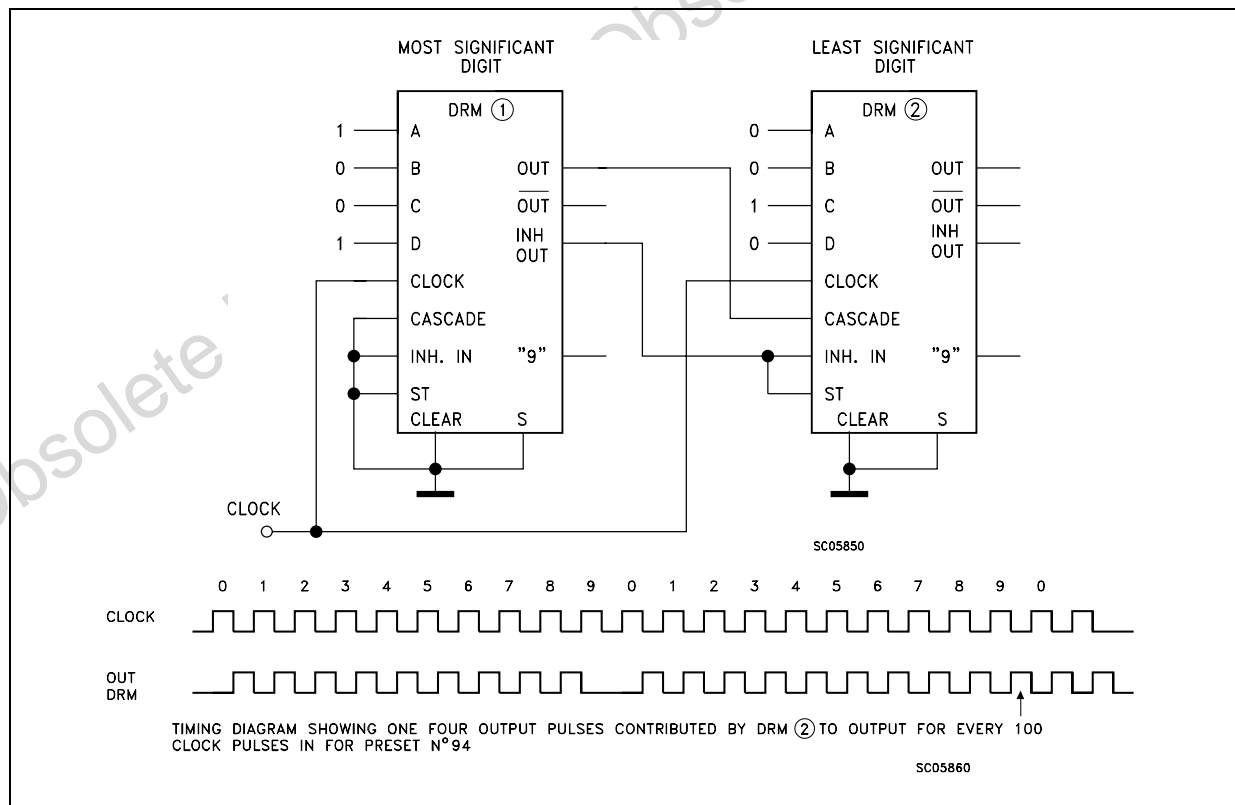 Obsolete
Obsolete
MOST SIGNIFICANT
DIGIT
DRM 1
1 A
0 B OUT
0 C OUT
1 D INH
OUT
CLOCK
CASCADE
INH. IN "9"
ST
CLEAR S
LEAST SIGNIFICANT
DIGIT
DRM 2
0 A
0 B OUT
1 C OUT
0 D INH
OUT
CLOCK
CASCADE
INH. IN "9"
ST
CLEAR S
CLOCK
SC05850
0 1 2 3 4 5 6 7 8 9 0 1 2 3 4 5 6 7 8 9 0
CLOCK
OUT
DRM
TIMING DIAGRAM SHOWING ONE FOUR OUTPUT PULSES CONTRIBUTED BY DRM 2 TO OUTPUT FOR EVERY 100
CLOCK PULSES IN FOR PRESET N°94
SC05860